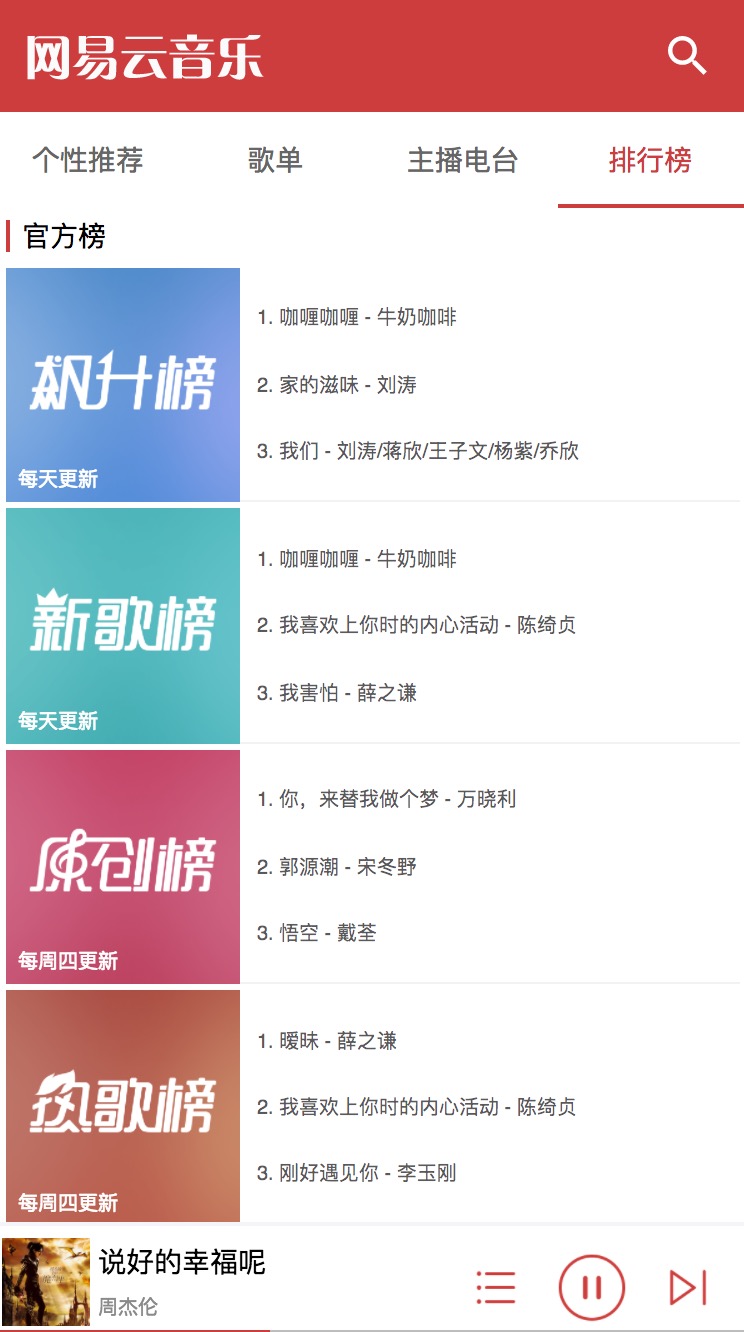 网易云音乐
个性推荐 歌单 主播电台 排行榜
官方榜
飙升榜
每天更新
1. 咖喱咖喱 - 牛奶咖啡
2. 家的滋味 - 刘涛
3. 我们 - 刘涛/蒋欣/王子文/杨紫/乔欣
新歌榜
每天更新
1. 咖喱咖喱 - 牛奶咖啡
2. 我喜欢上你时的内心活动 - 陈绮贞
3. 我害怕 - 薛之谦
原创榜
每周四更新
1. 你，来替我做个梦 - 万晓利
2. 郭源潮 - 宋冬野
3. 悟空 - 戴荃
热歌榜
每周四更新
1. 暧昧 - 薛之谦
2. 我喜欢上你时的内心活动 - 陈绮贞
3. 刚好遇见你 - 李玉刚
说好的幸福呢
周杰伦